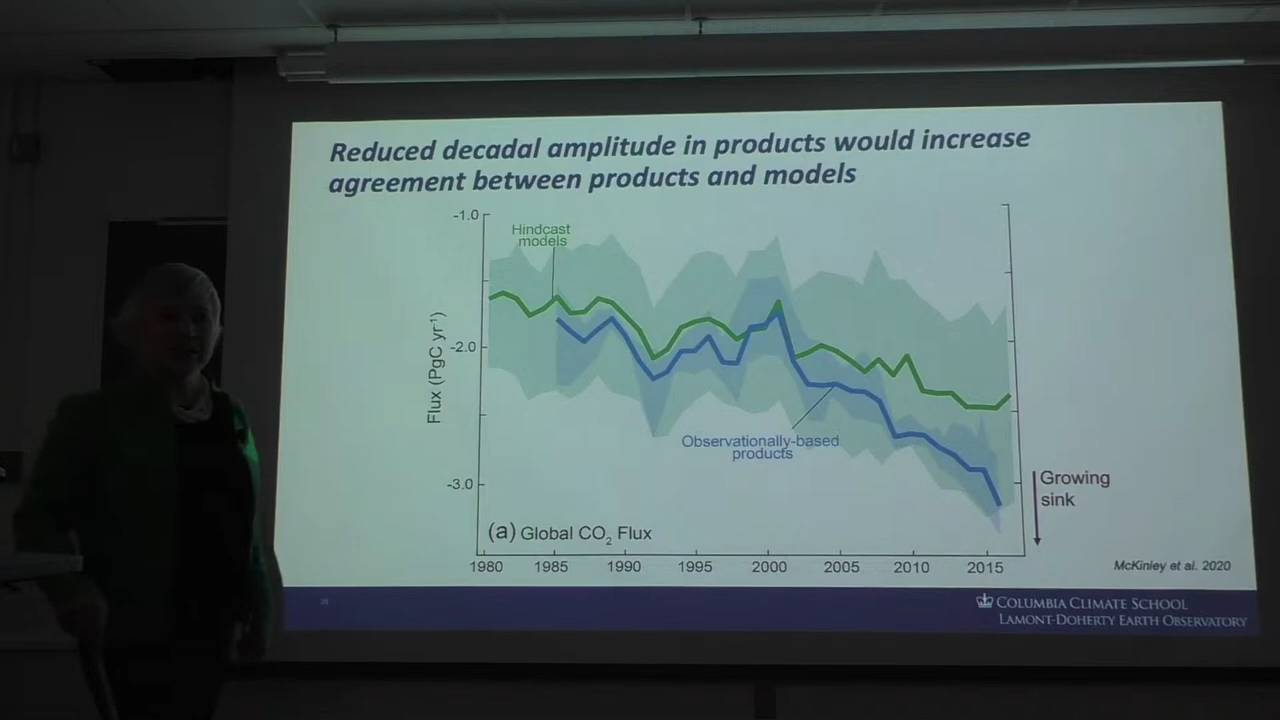 Reduced decadal amplitude in products would increase
agreement between products and models
-1.0
Hindcast
models
-2.0
Flux (PgC yr⁻¹)
Observationally-based
products
-3.0
Growing
sink
(a) Global CO₂ Flux
1980 1985 1990 1995 2000 2005 2010 2015
McKinley et al. 2020
COLUMBIA CLIMATE SCHOOL
LAMONT-DOHERTY EARTH OBSERVATORY